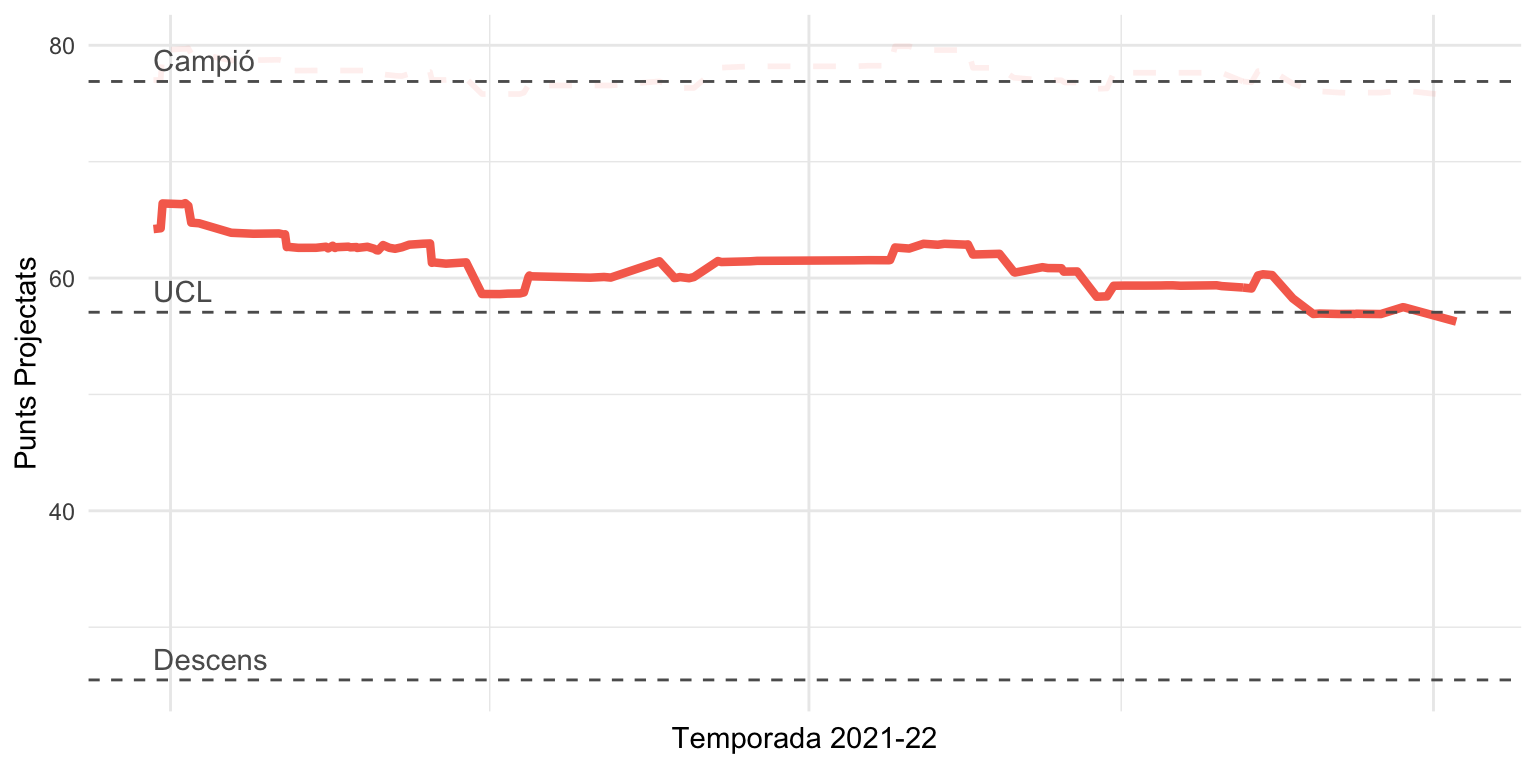 80
Campió
60
UCL
Punts Projectats
40
Descens
Temporada 2021-22